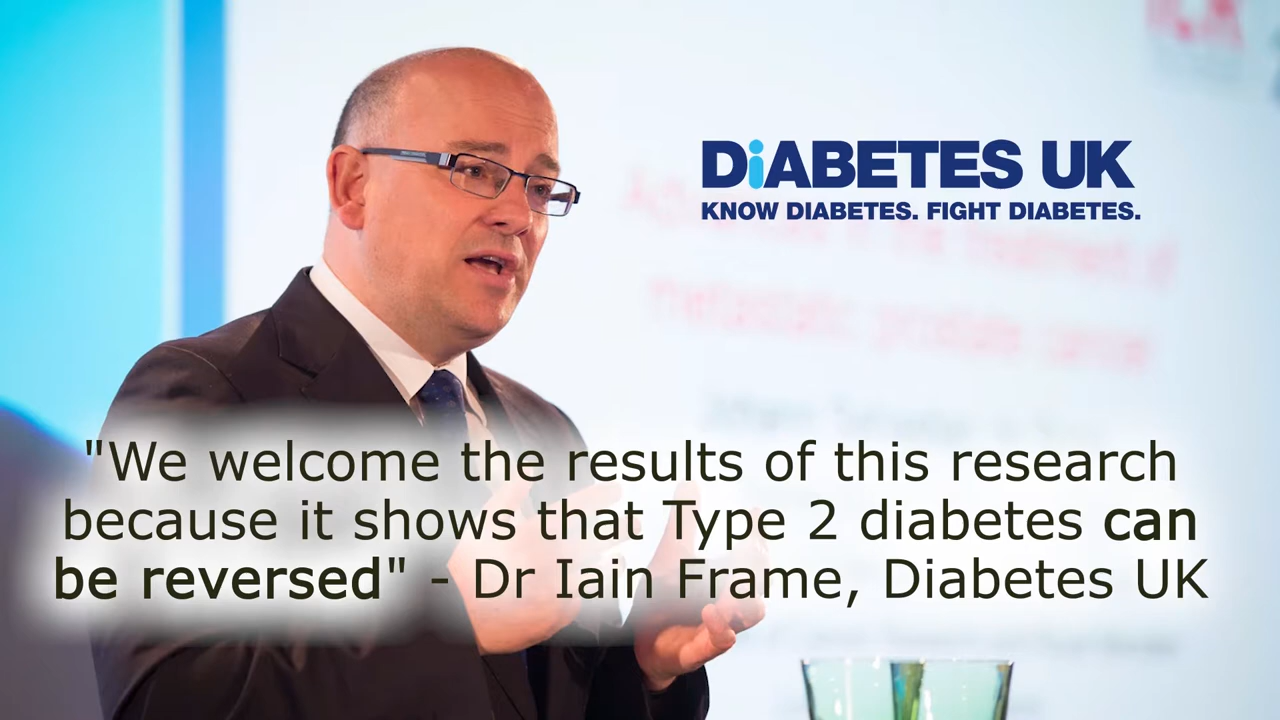 DiABETES UK
KNOW DIABETES. FIGHT DIABETES.
"We welcome the results of this research
because it shows that Type 2 diabetes can
be reversed" - Dr Iain Frame, Diabetes UK